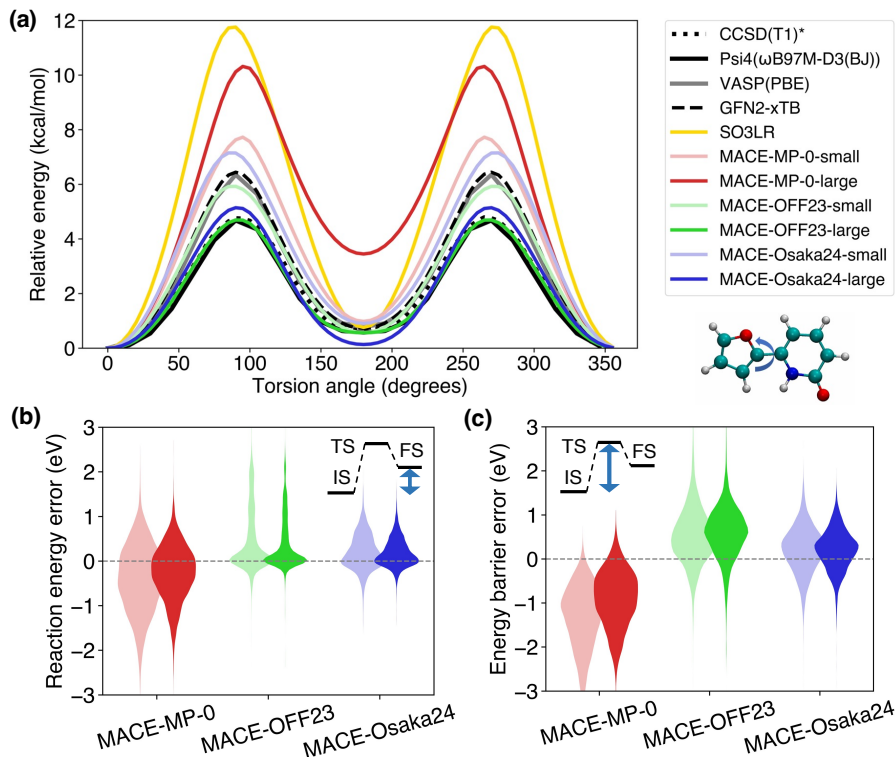 (a)
Relative energy (kcal/mol)
12
10
8
6
4
2
0
0 50 100 150 200 250 300 350
Torsion angle (degrees)
CCSD(T1)*
Psi4(ωB97M-D3(BJ))
VASP(PBE)
GFN2-xTB
SO3LR
MACE-MP-0-small
MACE-MP-0-large
MACE-OFF23-small
MACE-OFF23-large
MACE-Osaka24-small
MACE-Osaka24-large
(b)
Reaction energy error (eV)
3
2
1
0
−1
−2
−3
TS
IS
FS
MACE-MP-0
MACE-OFF23
MACE-Osaka24
(c)
Energy barrier error (eV)
3
2
1
0
−1
−2
−3
TS
IS
FS
MACE-MP-0
MACE-OFF23
MACE-Osaka24